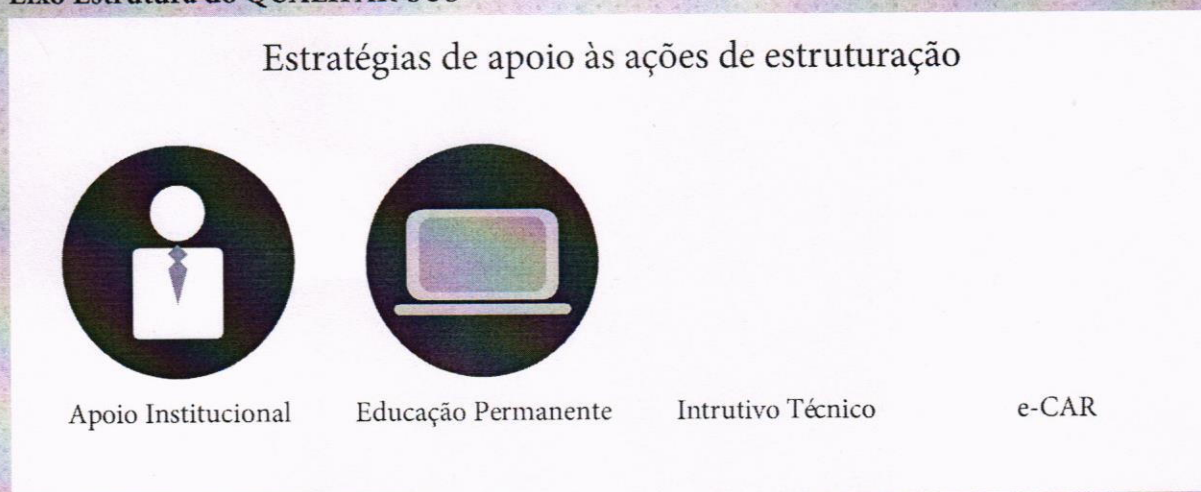 Estratégias de apoio às ações de estruturação
Apoio Institucional
Educação Permanente
Intrutivo Técnico
e-CAR